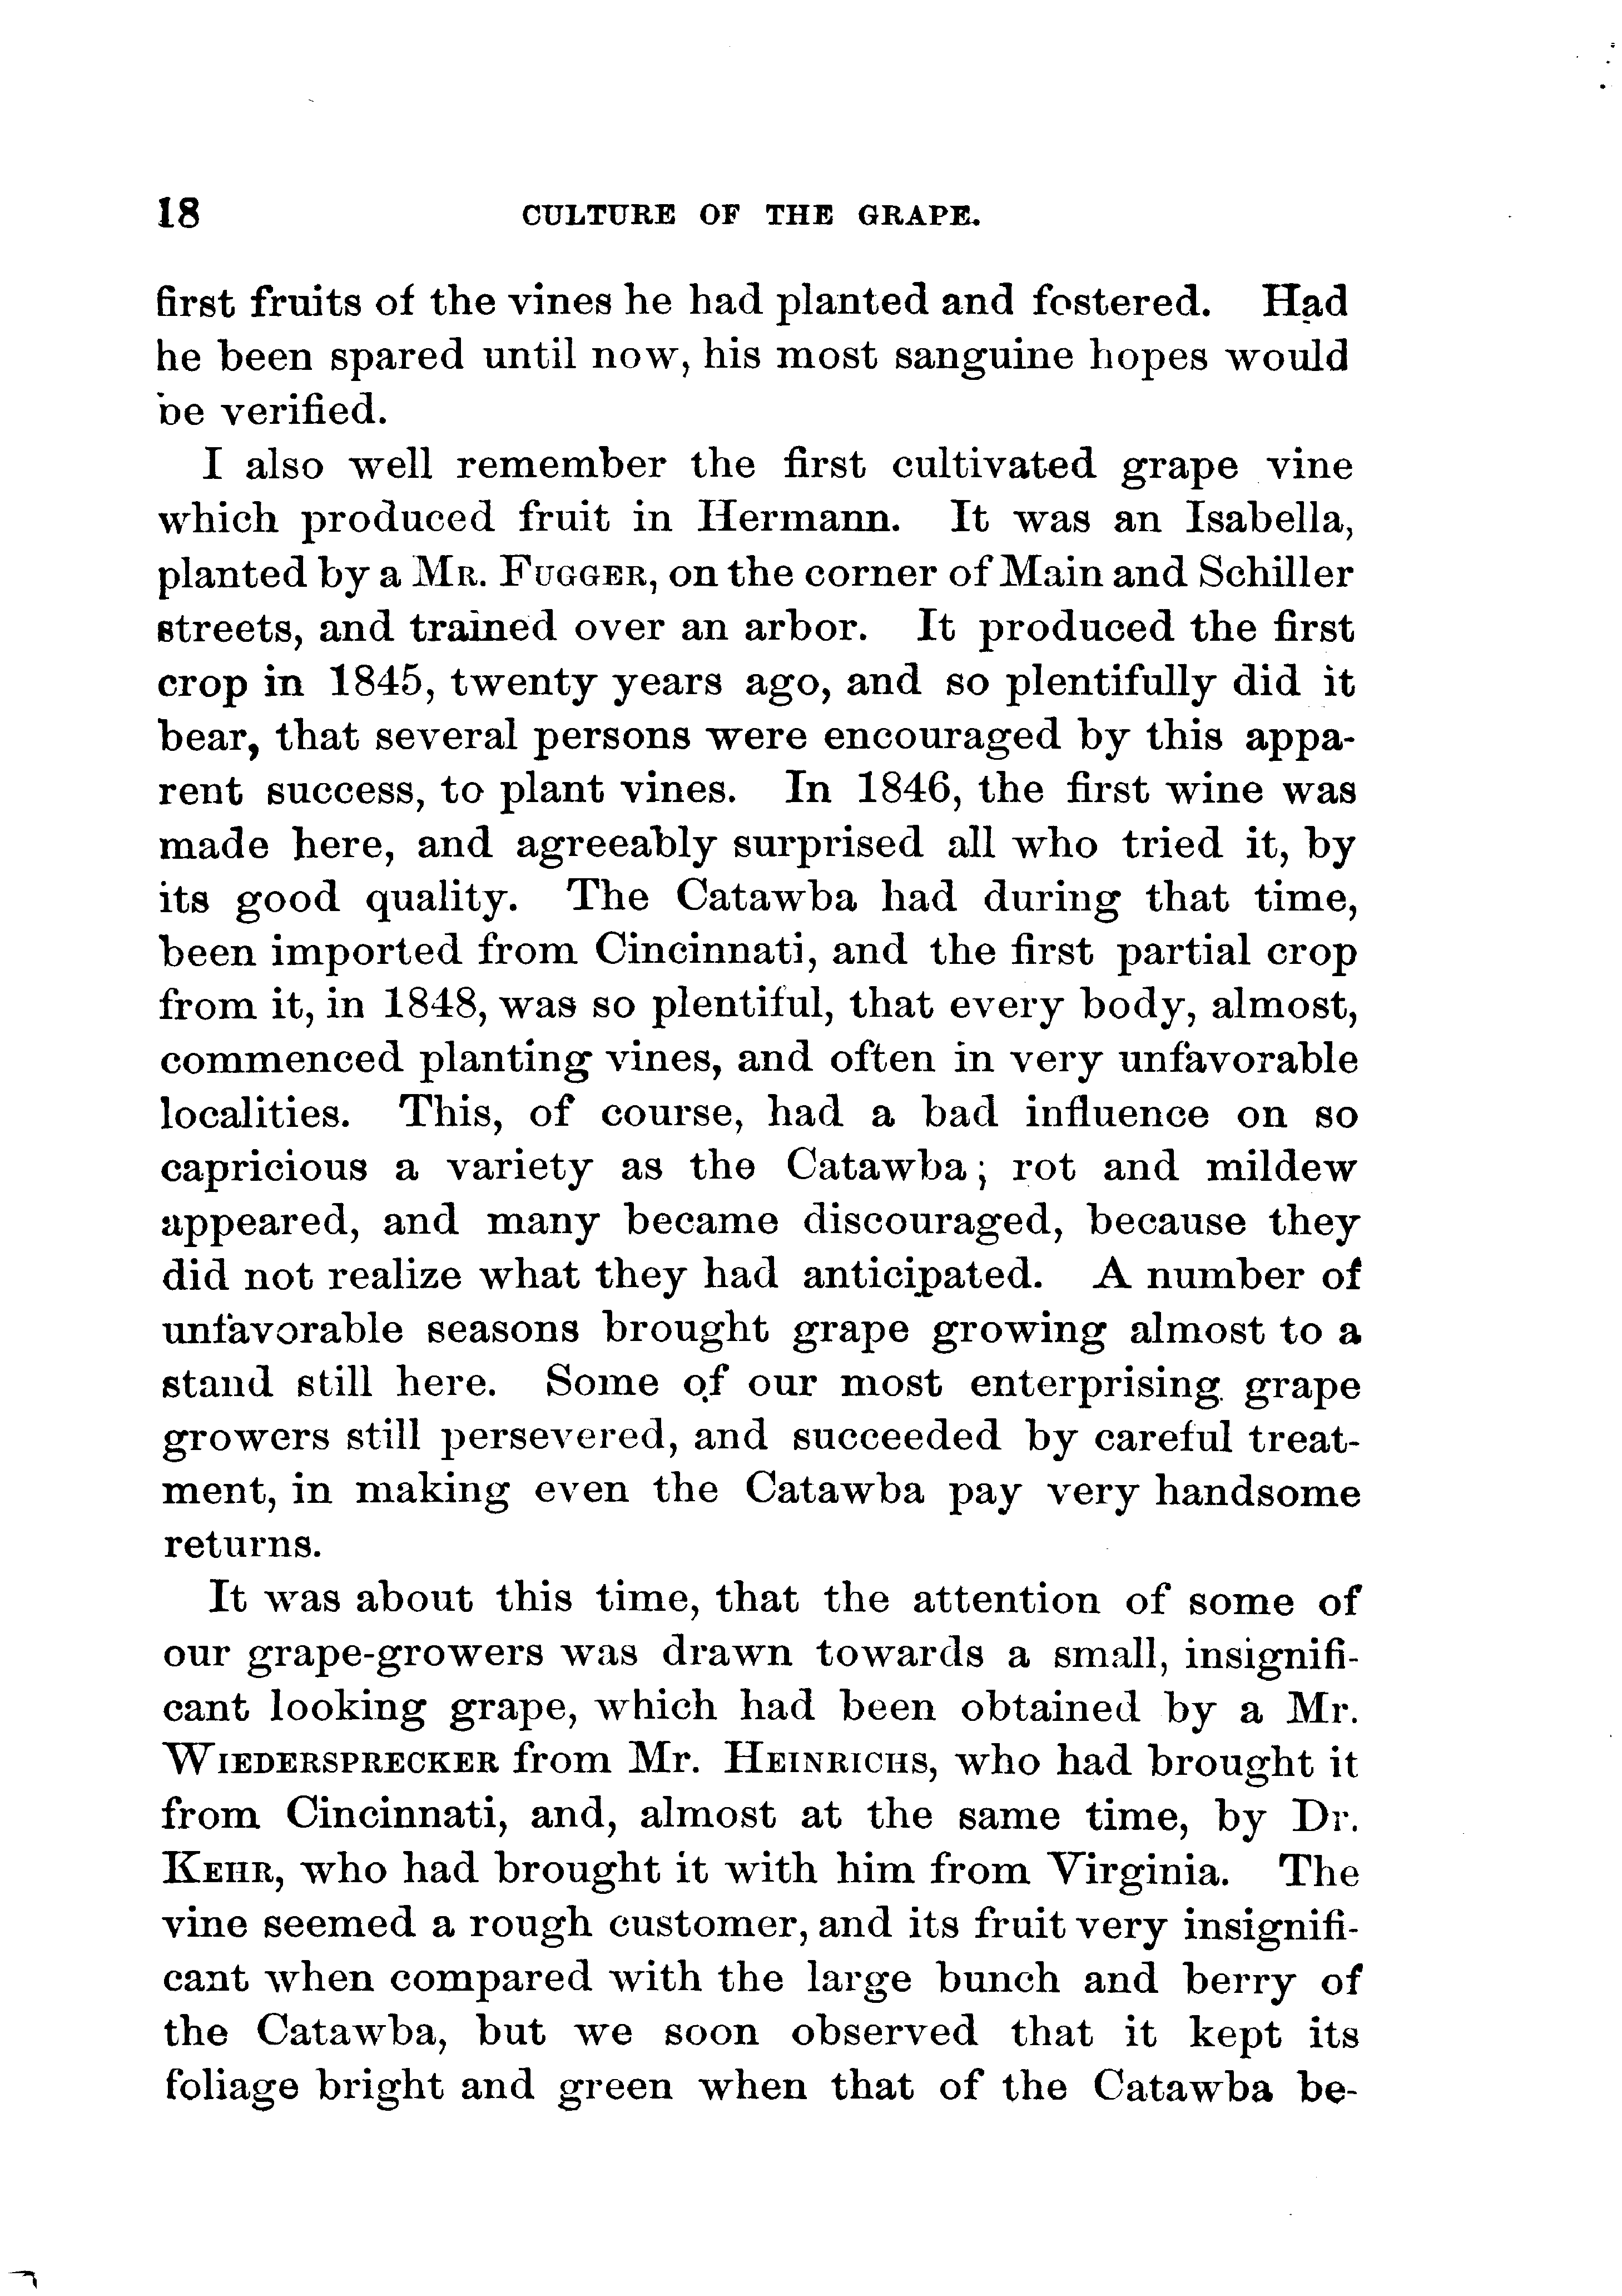 18 CULTURE OF THE GRAPE.
first fruits of the vines he had planted and fostered. Had
he been spared until now, his most sanguine hopes would
be verified.
I also well remember the first cultivated grape vine
which produced fruit in Hermann. It was an Isabella,
planted by a MR. FUGGER, on the corner of Main and Schiller
streets, and trained over an arbor. It produced the first
crop in 1845, twenty years ago, and so plentifully did it
bear, that several persons were encouraged by this appa-
rent success, to plant vines. In 1846, the first wine was
made here, and agreeably surprised all who tried it, by
its good quality. The Catawba had during that time,
been imported from Cincinnati, and the first partial crop
from it, in 1848, was so plentiful, that every body, almost,
commenced planting vines, and often in very unfavorable
localities. This, of course, had a bad influence on so
capricious a variety as the Catawba; rot and mildew
appeared, and many became discouraged, because they
did not realize what they had anticipated. A number of
unfavorable seasons brought grape growing almost to a
stand still here. Some of our most enterprising grape
growers still persevered, and succeeded by careful treat-
ment, in making even the Catawba pay very handsome
returns.
It was about this time, that the attention of some of
our grape-growers was drawn towards a small, insignifi-
cant looking grape, which had been obtained by a Mr.
WIEDERSPRECKER from Mr. HEINRICHS, who had brought it
from Cincinnati, and, almost at the same time, by Dr.
KEHR, who had brought it with him from Virginia. The
vine seemed a rough customer, and its fruit very insignifi-
cant when compared with the large bunch and berry of
the Catawba, but we soon observed that it kept its
foliage bright and green when that of the Catawba be-